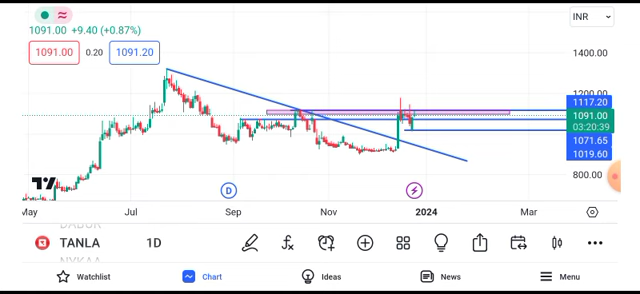 INR
1091.00 +9.40 (+0.87%)
1091.00 0.20 1091.20
1400.00
1200.00
1117.20
1091.00
03:20:39
1071.65
1019.60
800.00
D
May Jul Sep Nov 2024 Mar
DABUR
TANLA 1D
NYKAA
Watchlist Chart Ideas News Menu